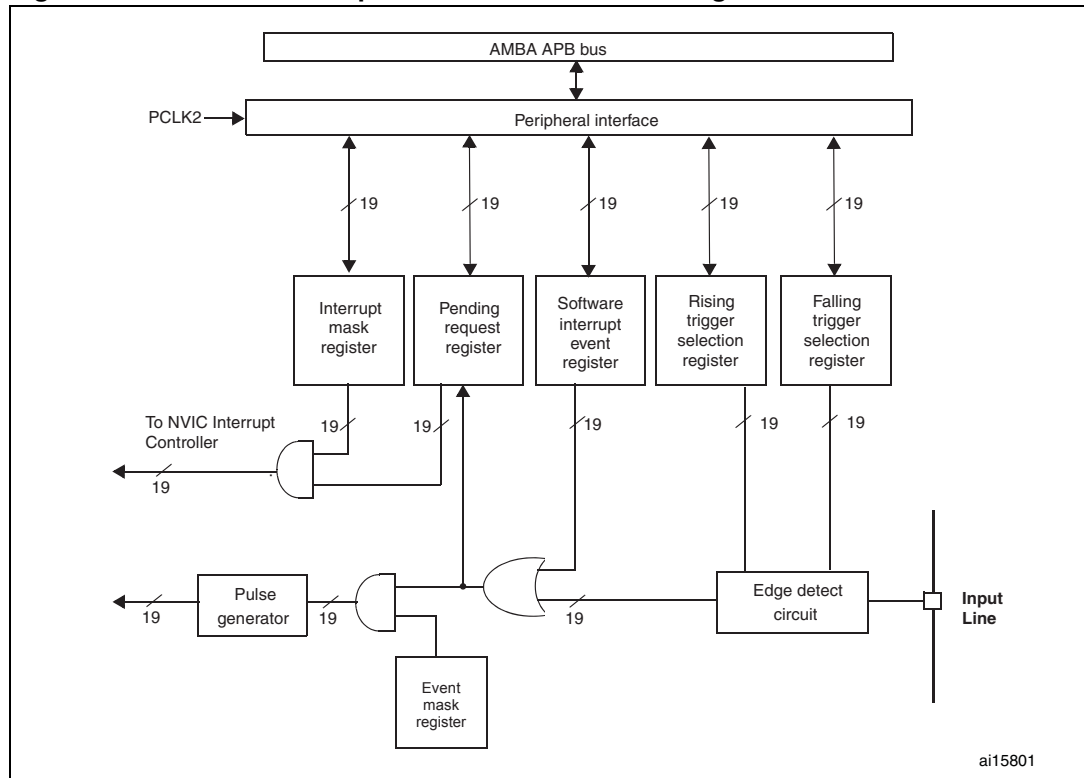 AMBA APB bus
PCLK2
Peripheral interface
19
19
19
19
19
Interrupt
mask
register
Pending
request
register
Software
interrupt
event
register
Rising
trigger
selection
register
Falling
trigger
selection
register
To NVIC Interrupt
Controller
19
19
19
19
19
19
Pulse
generator
Edge detect
circuit
Input
Line
19
19
19
Event
mask
register
ai15801